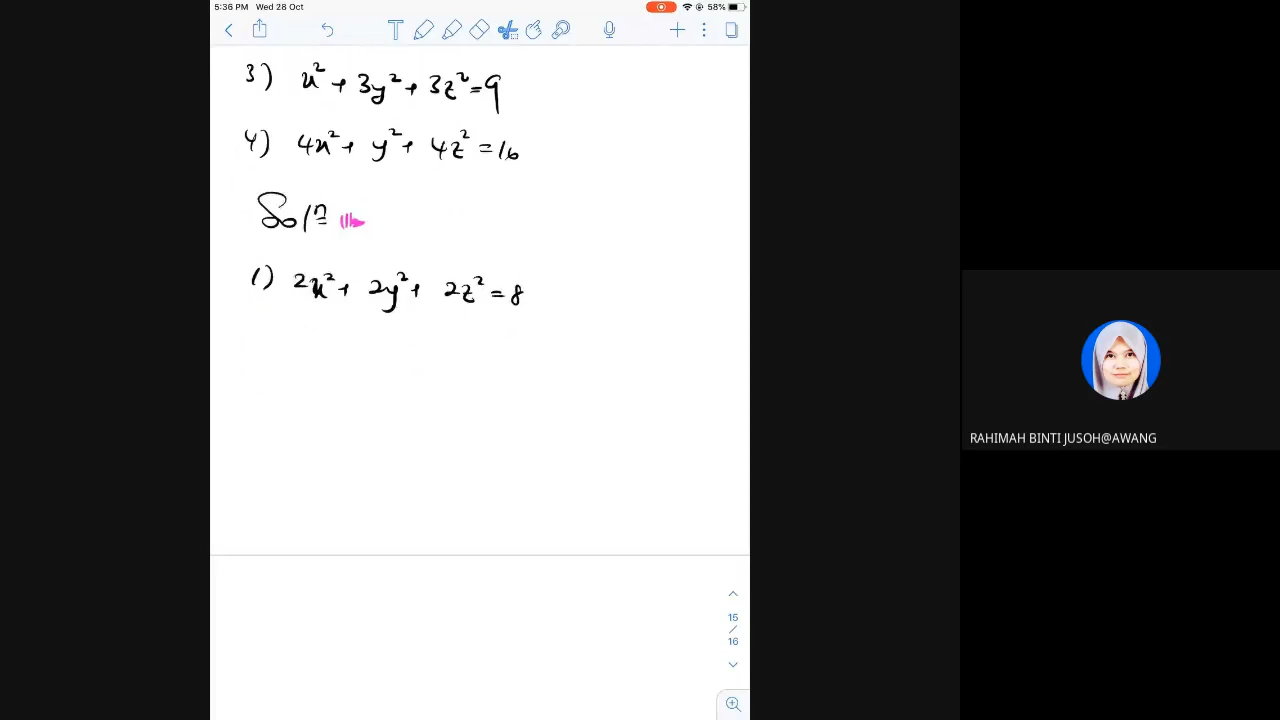 5:36 PM Wed 28 Oct 58%
3) x² + 3y² + 3z² = 9
4) 4x² + y² + 4z² = 16
Solⁿ
1) 2x² + 2y² + 2z² = 8
RAHIMAH BINTI JUSOH@AWANG
15
/
16